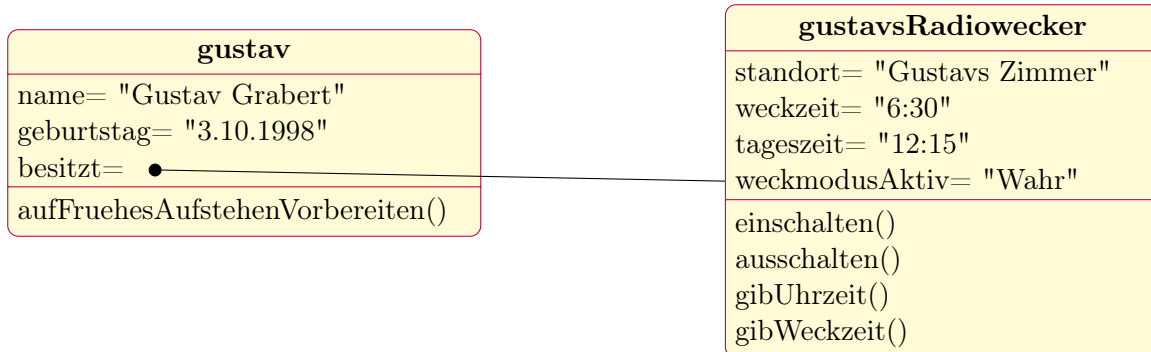 gustav
name= "Gustav Grabert"
geburtstag= "3.10.1998"
besitzt=
aufFruehesAufstehenVorbereiten()
gustavsRadiowecker
standort= "Gustavs Zimmer"
weckzeit= "6:30"
tageszeit= "12:15"
weckmodusAktiv= "Wahr"
einschalten()
ausschalten()
gibUhrzeit()
gibWeckzeit()